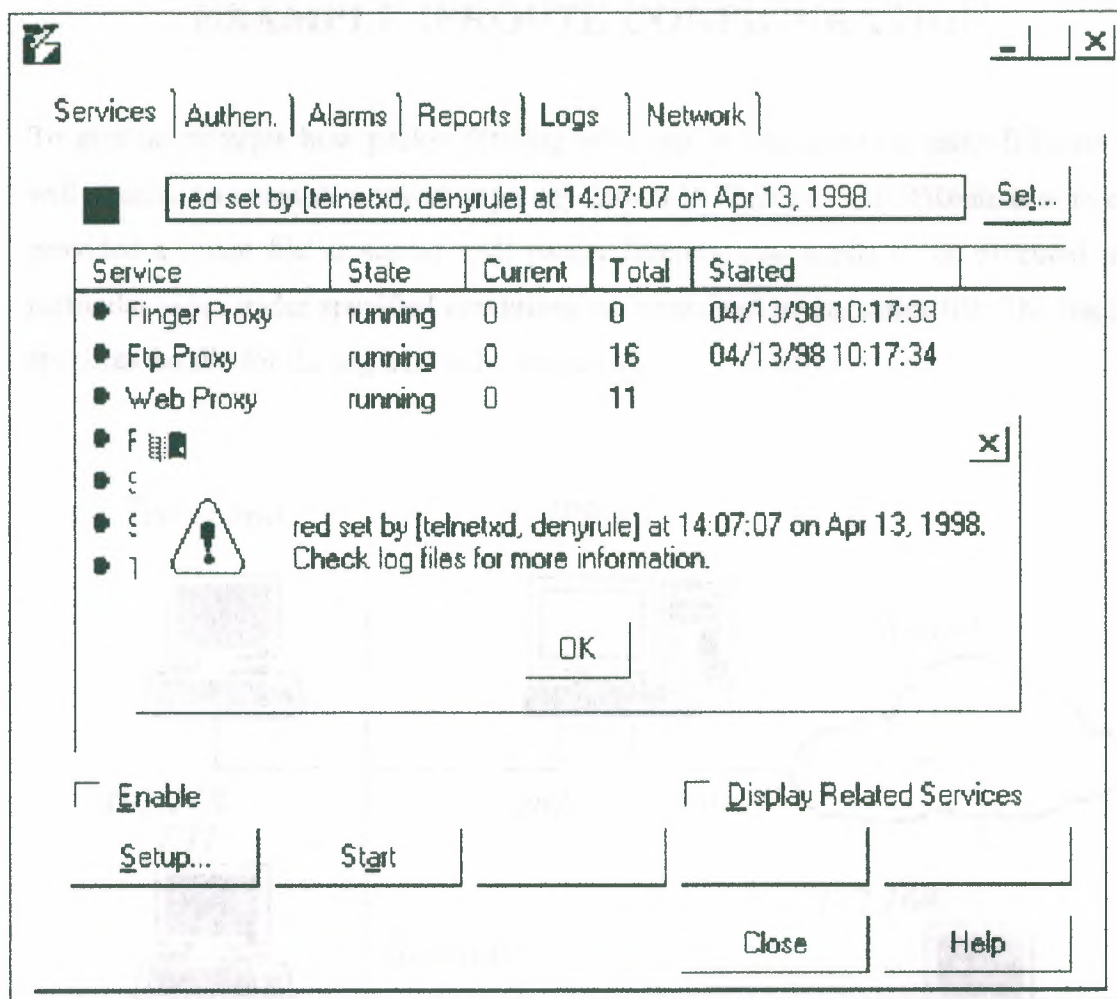 Services Authen. Alarms Reports Logs Network
red set by [telnetxd, denyrule] at 14:07:07 on Apr 13, 1998. Set...
Service State Current Total Started
Finger Proxy running 0 0 04/13/98 10:17:33
Ftp Proxy running 0 16 04/13/98 10:17:34
Web Proxy running 0 11
red set by [telnetxd, denyrule] at 14:07:07 on Apr 13, 1998.
Check log files for more information.
OK
Enable Display Related Services
Setup... Start
Close Help